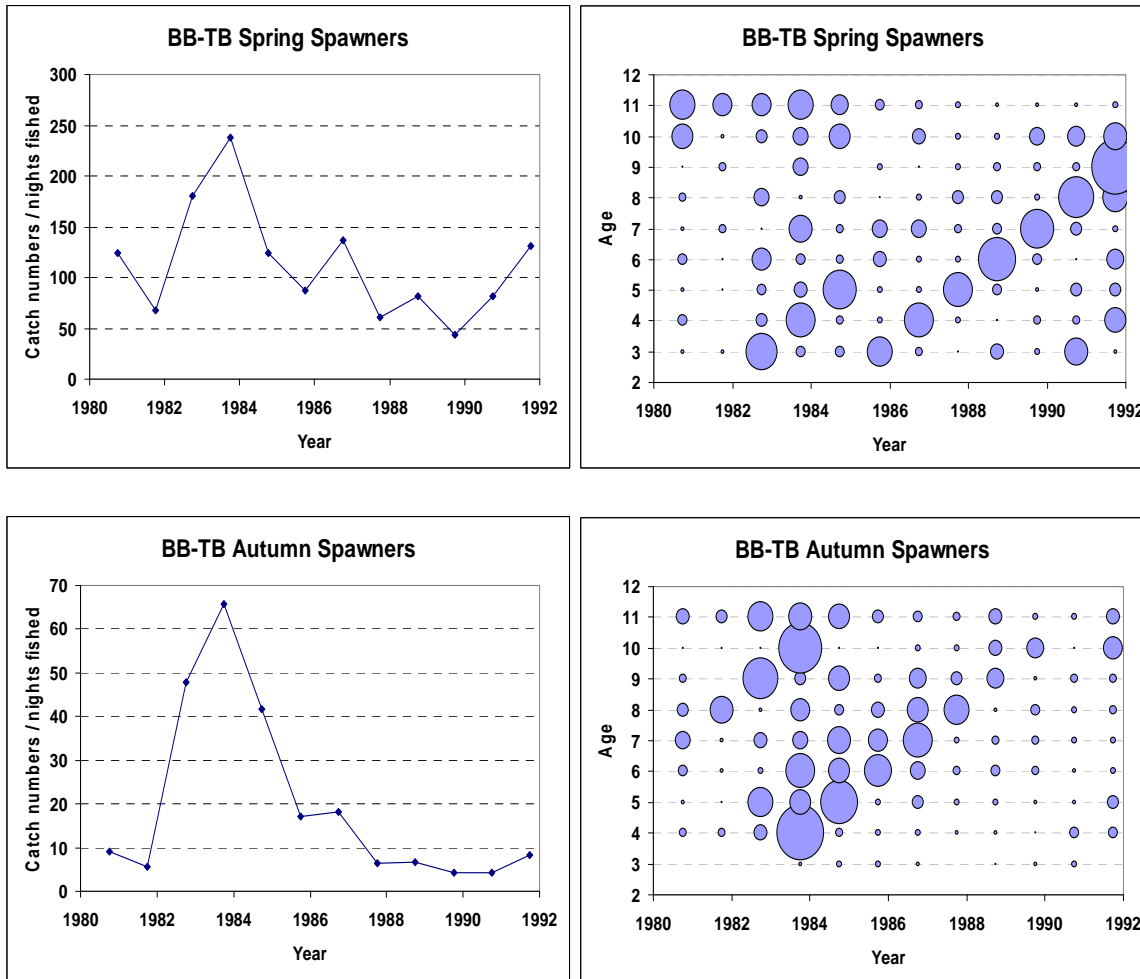 BB-TB Spring Spawners
Catch numbers / nights fished
300
250
200
150
100
50
0
1980 1982 1984 1986 1988 1990 1992
Year
BB-TB Spring Spawners
Age
12
11
10
9
8
7
6
5
4
3
2
1980 1982 1984 1986 1988 1990 1992
Year
BB-TB Autumn Spawners
Catch numbers / nights fished
70
60
50
40
30
20
10
0
1980 1982 1984 1986 1988 1990 1992
Year
BB-TB Autumn Spawners
Age
12
11
10
9
8
7
6
5
4
3
2
1980 1982 1984 1986 1988 1990 1992
Year